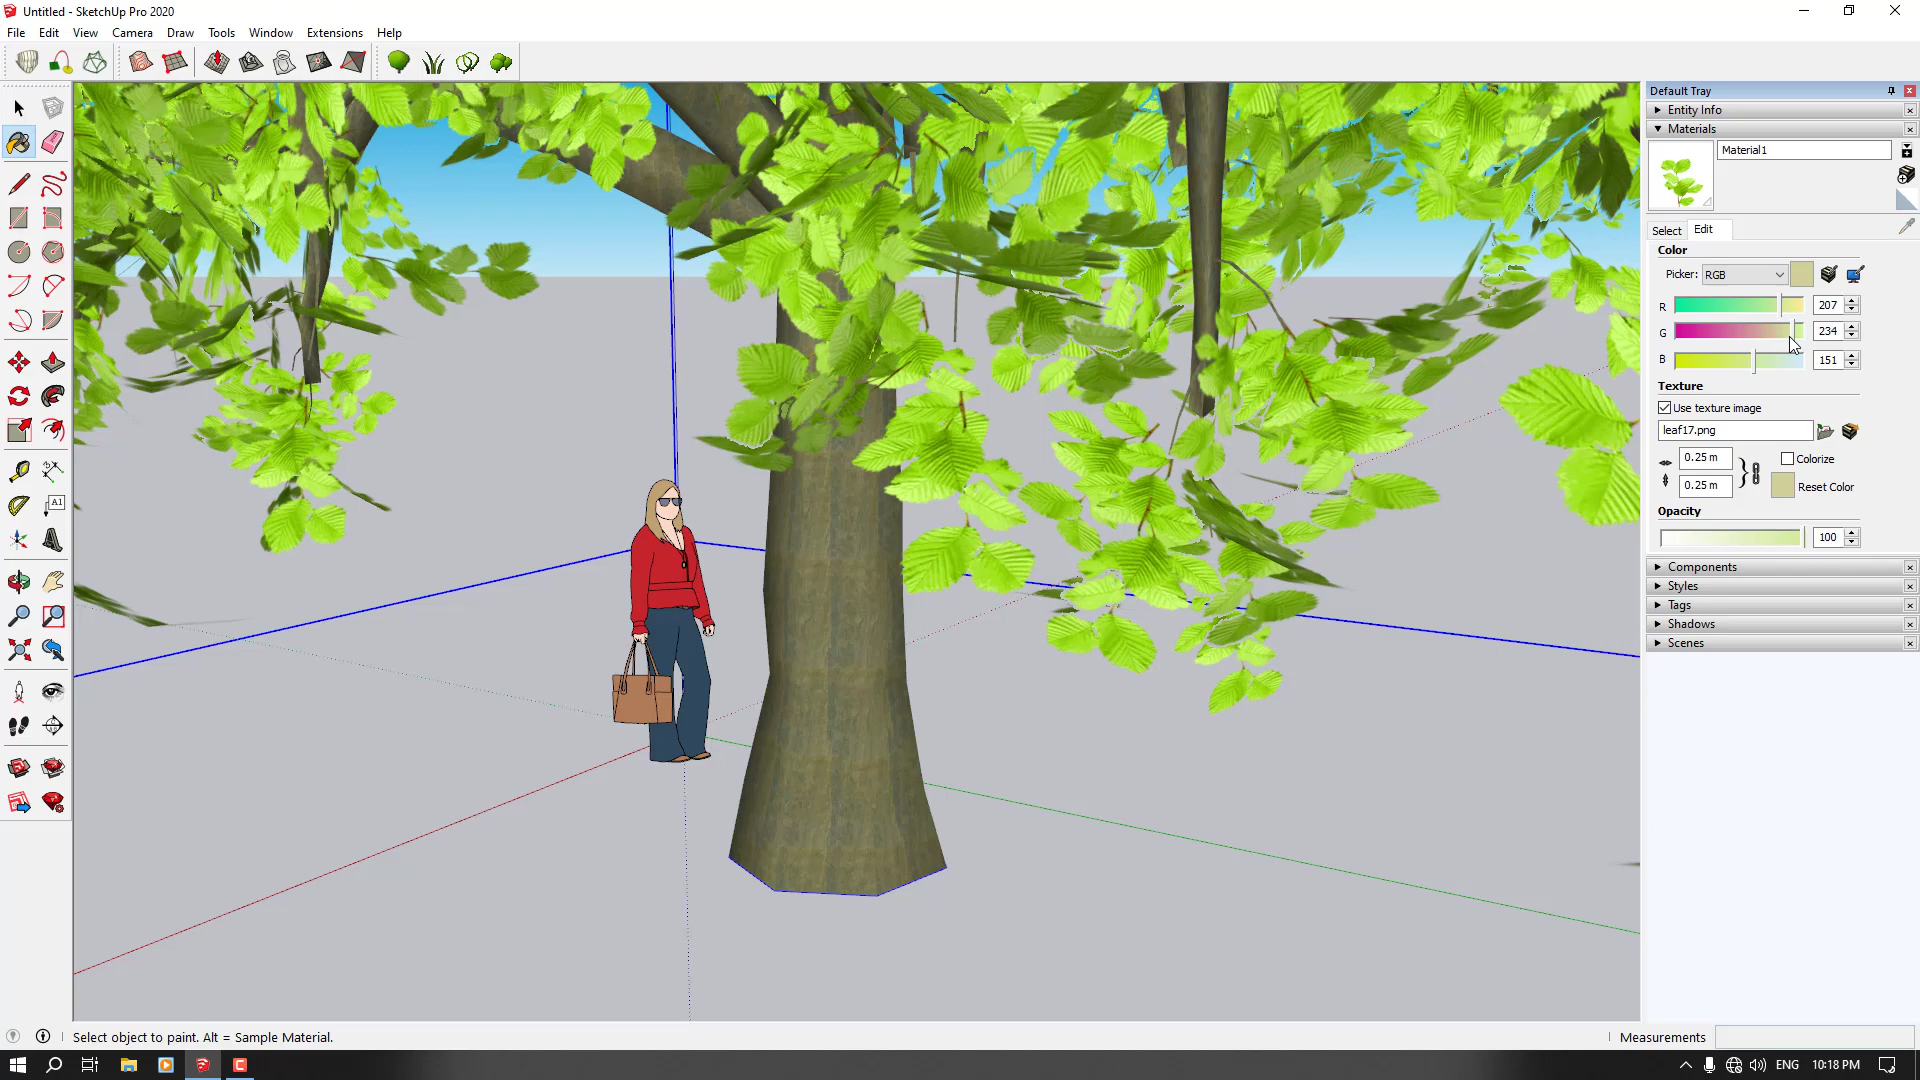 Untitled - SketchUp Pro 2020
File Edit View Camera Draw Tools Window Extensions Help
Default Tray
Entity Info
Materials
Material1
Select Edit
Color
Picker: RGB
R 207
G 234
B 151
Texture
Use texture image
leaf17.png
0.25 m Colorize
0.25 m Reset Color
Opacity
100
Components
Styles
Tags
Shadows
Scenes
A1
Select object to paint. Alt = Sample Material.
Measurements
ENG 10:18 PM